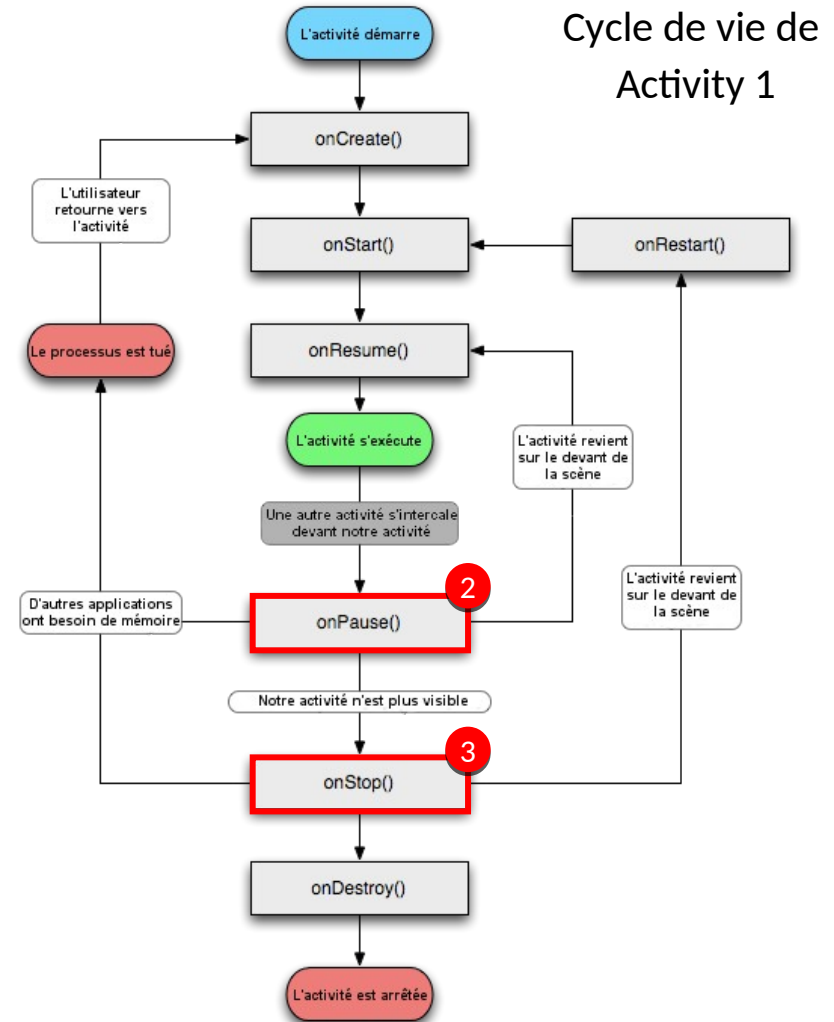 Cycle de vie de
Activity 1
L'activité démarre
onCreate()
L'utilisateur
retourne vers
l'activité
onStart()
onRestart()
Le processus est tué
onResume()
L'activité s'exécute
L'activité revient
sur le devant de
la scène
Une autre activité s'intercale
devant notre activité
D'autres applications
ont besoin de mémoire
2
onPause()
L'activité revient
sur le devant de
la scène
Notre activité n'est plus visible
3
onStop()
onDestroy()
L'activité est arrêtée